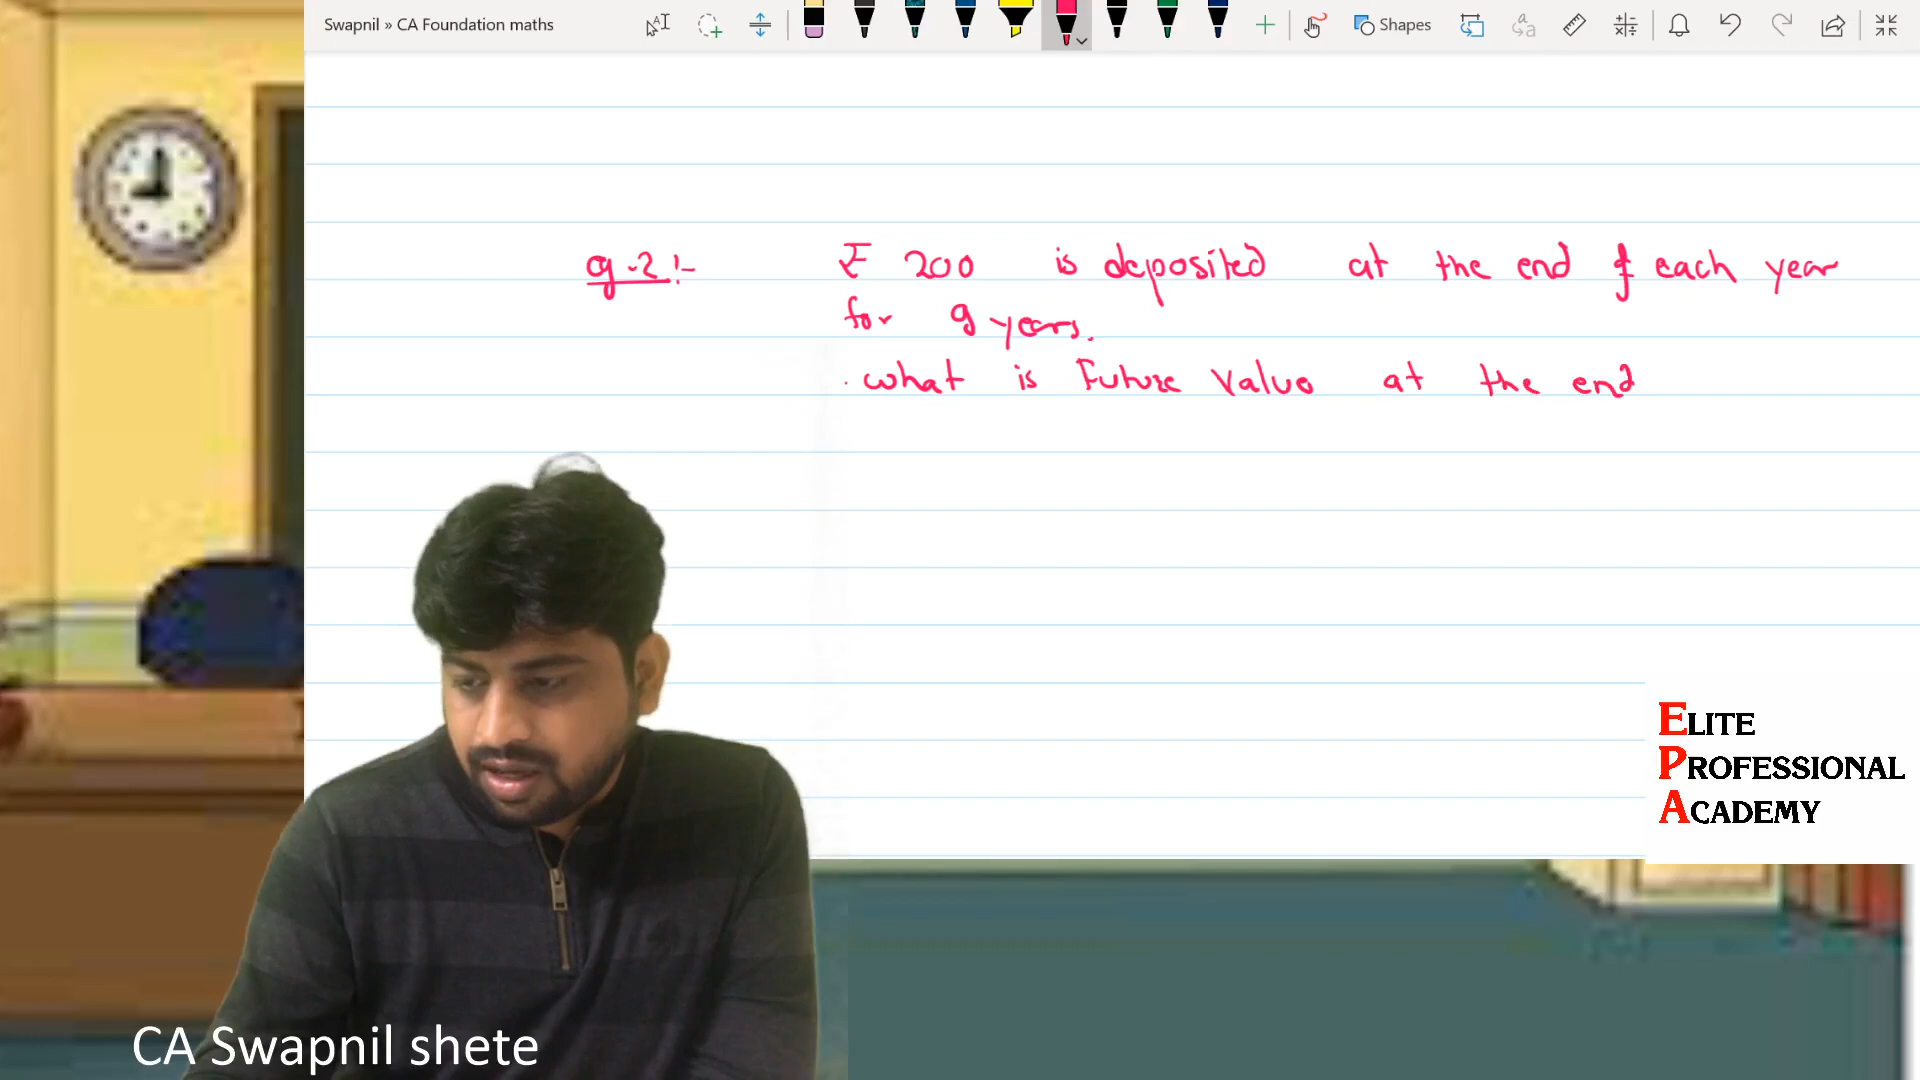 Swapnil » CA Foundation maths
Shapes
g-2 :-
₹ 200 is deposited at the end of each year
for 9 years.
. what is Future Value at the end
ELITE
PROFESSIONAL
ACADEMY
CA Swapnil shete